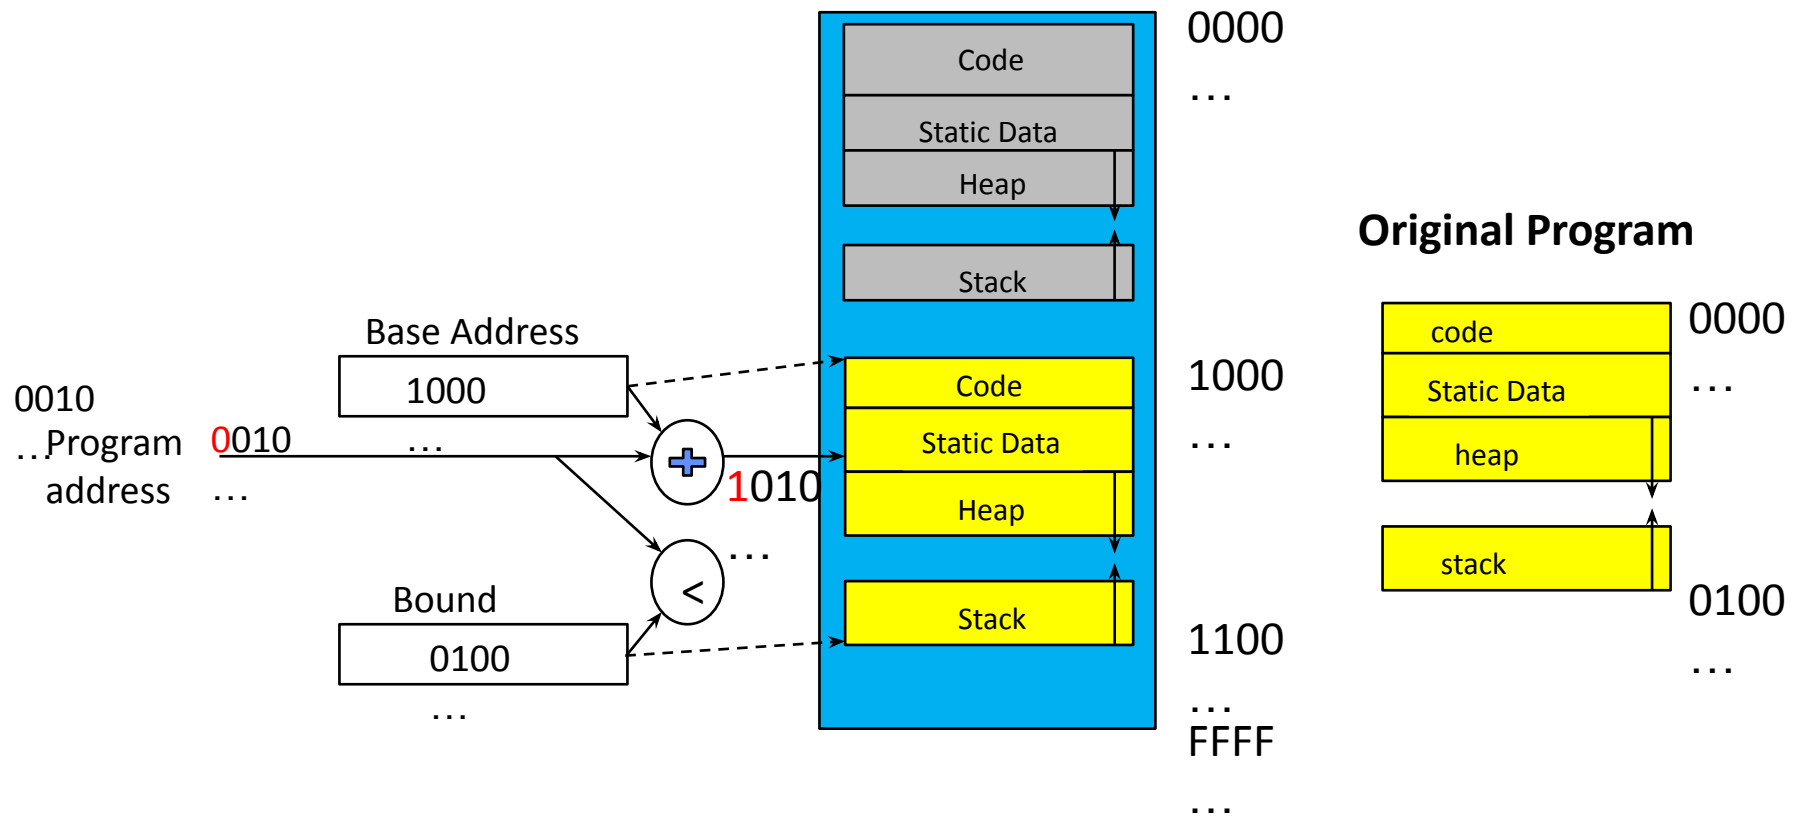 0000
...
Code
Static Data
Heap
Stack
Original Program
Base Address
1000
...
0010
...
Program
address
0010
...
1010
...
<
Bound
0100
...
Code
Static Data
Heap
Stack
1000
...
1100
...
FFFF
...
code
Static Data
heap
stack
0000
...
0100
...